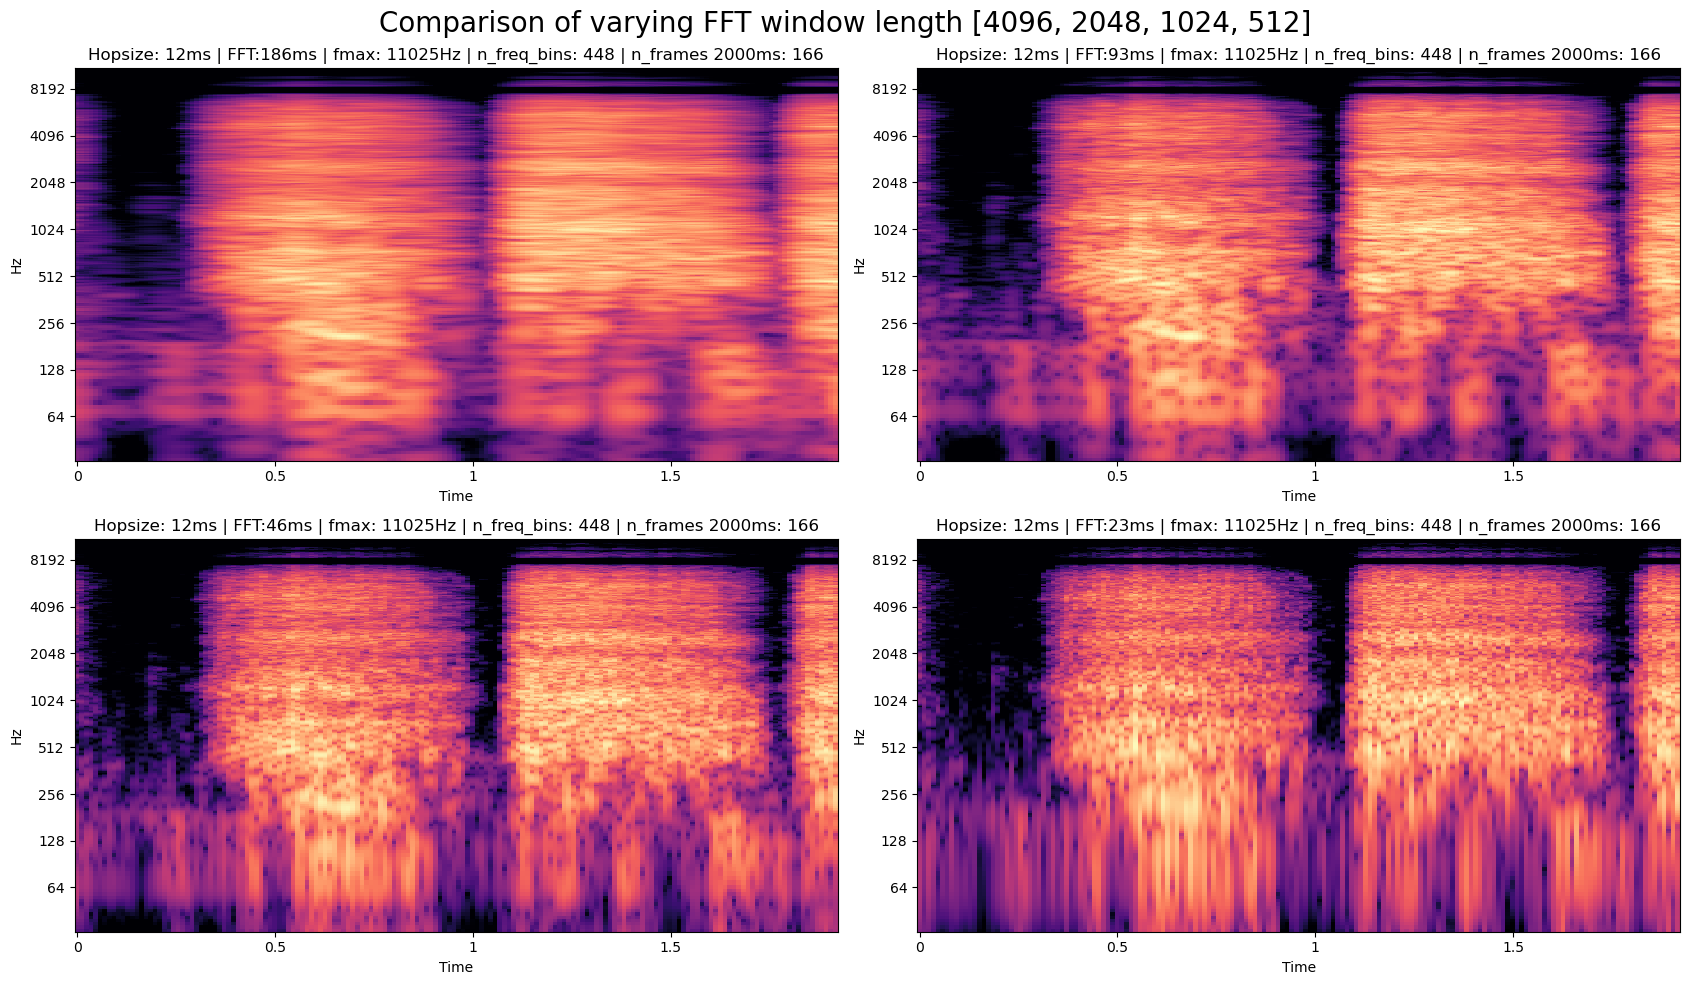 Comparison of varying FFT window length [4096, 2048, 1024, 512]
Hopsize: 12ms | FFT:186ms | fmax: 11025Hz | n_freq_bins: 448 | n_frames 2000ms: 166
8192
4096
2048
1024
512
256
128
64
Hz
0 0.5 1 1.5
Time
Hopsize: 12ms | FFT:93ms | fmax: 11025Hz | n_freq_bins: 448 | n_frames 2000ms: 166
8192
4096
2048
1024
512
256
128
64
Hz
0 0.5 1 1.5
Time
Hopsize: 12ms | FFT:46ms | fmax: 11025Hz | n_freq_bins: 448 | n_frames 2000ms: 166
8192
4096
2048
1024
512
256
128
64
Hz
0 0.5 1 1.5
Time
Hopsize: 12ms | FFT:23ms | fmax: 11025Hz | n_freq_bins: 448 | n_frames 2000ms: 166
8192
4096
2048
1024
512
256
128
64
Hz
0 0.5 1 1.5
Time